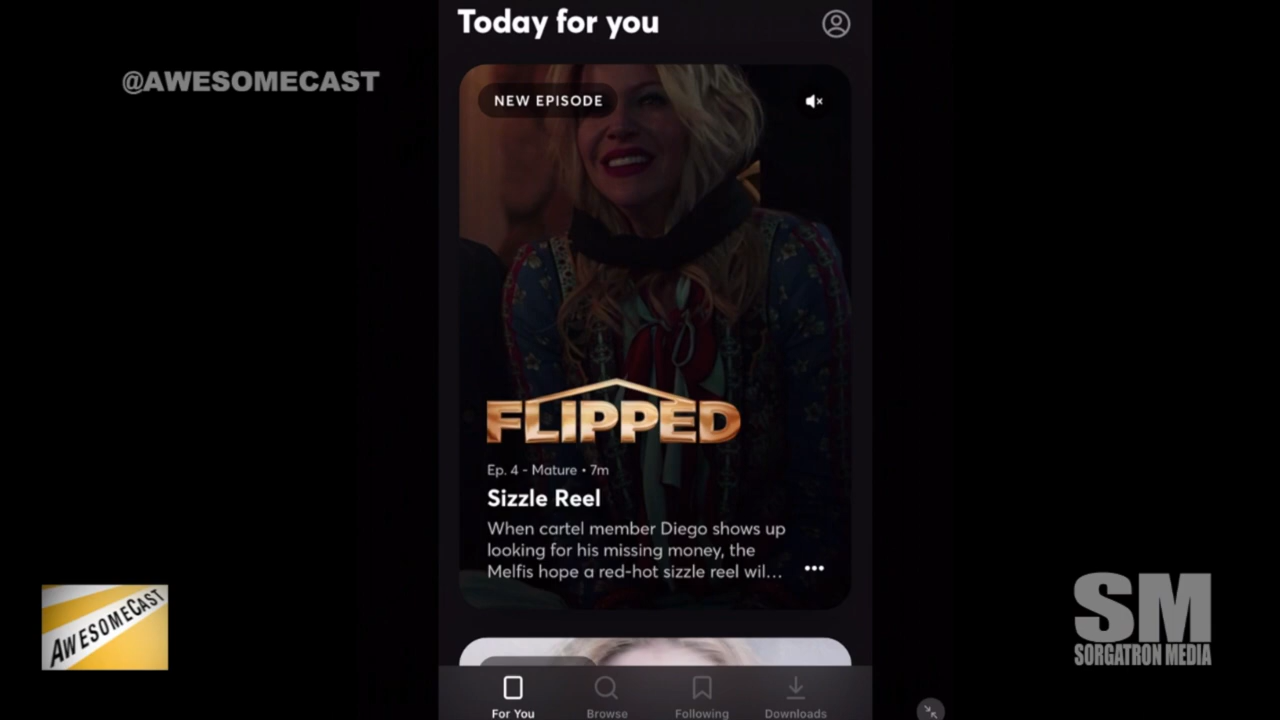 Today for you
@AWESOMECAST
NEW EPISODE
FLIPPED
Ep. 4 - Mature • 7m
Sizzle Reel
When cartel member Diego shows up
looking for his missing money, the
Melfis hope a red-hot sizzle reel wil...
AWESOMECAST
SM
SORGATRON MEDIA
For You
Browse
Following
Downloads